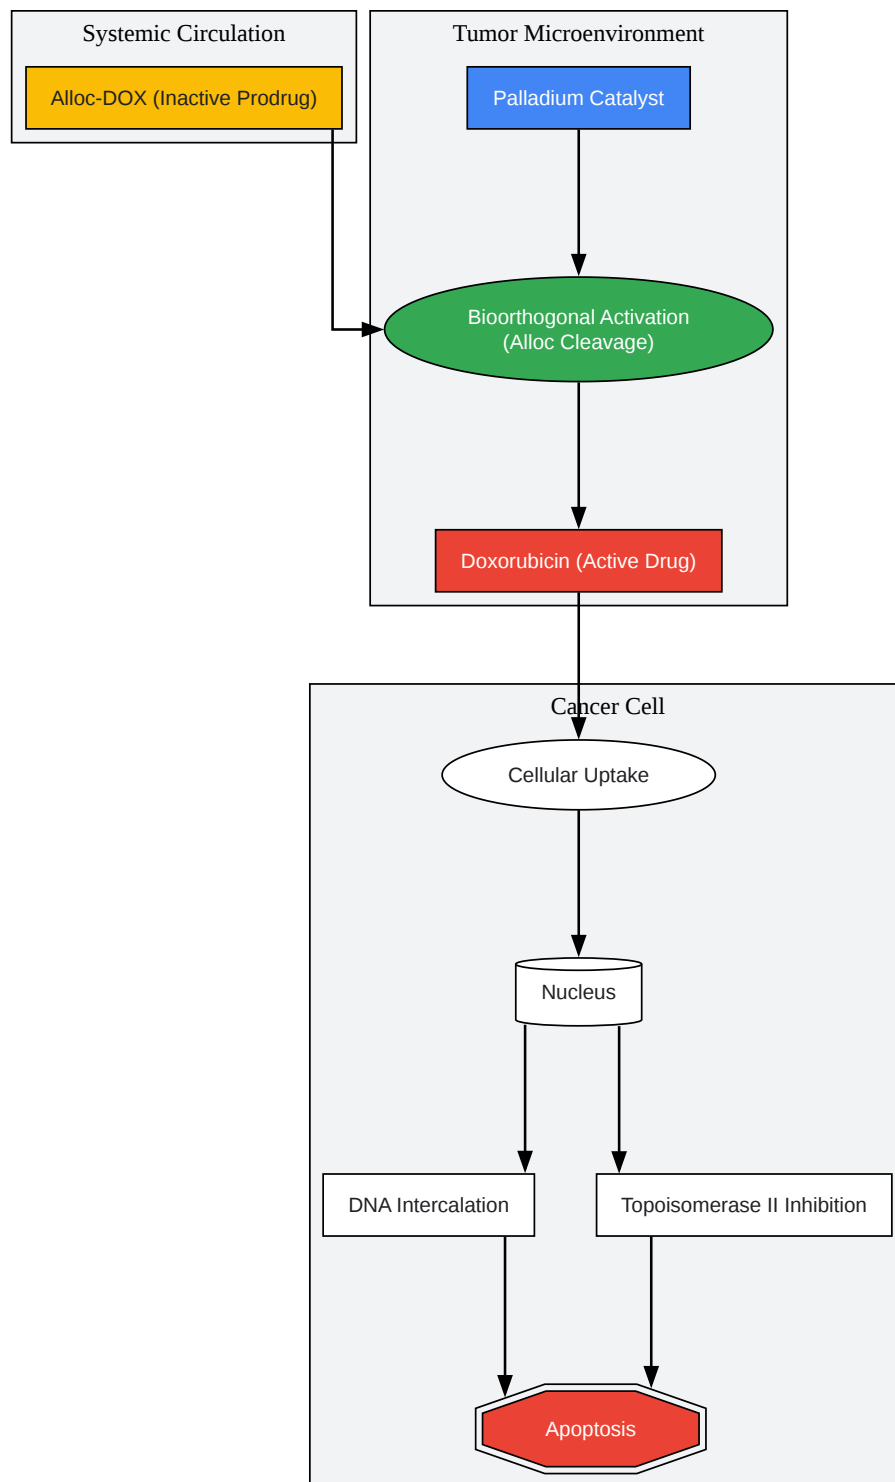 Systemic Circulation
Tumor Microenvironment
Alloc-DOX (Inactive Prodrug)
Palladium Catalyst
Bioorthogonal Activation
(Alloc Cleavage)
Doxorubicin (Active Drug)
Cancer Cell
Cellular Uptake
Nucleus
DNA Intercalation
Topoisomerase II Inhibition
Apoptosis